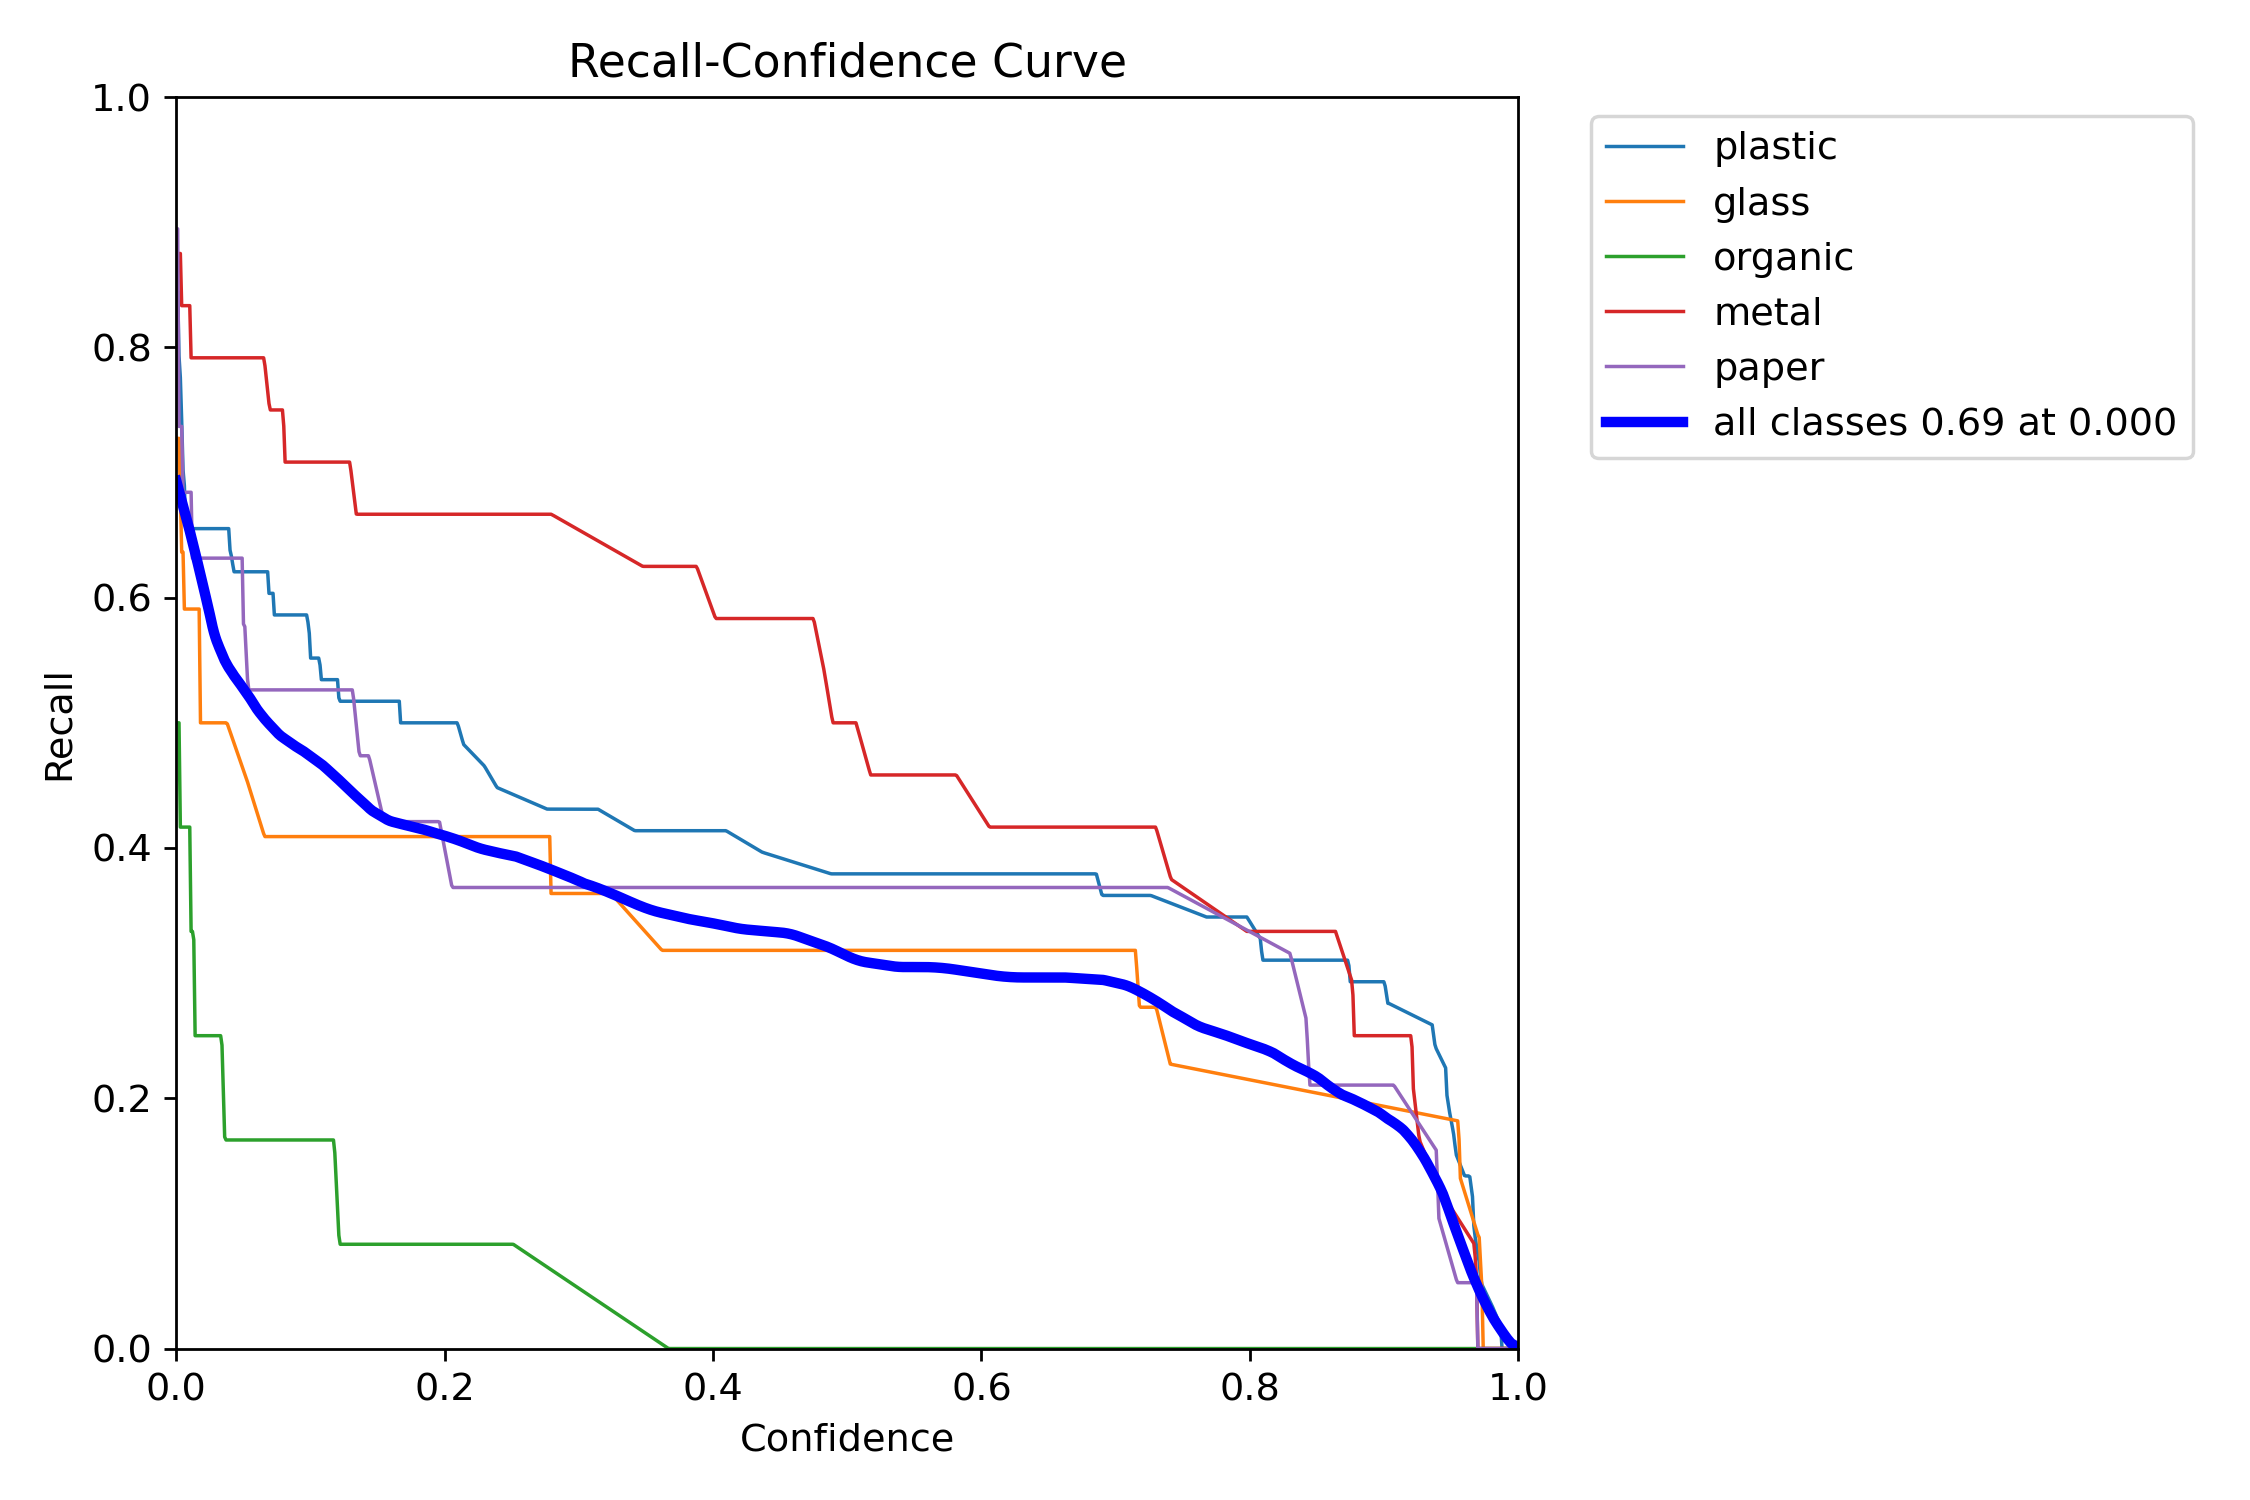 Recall-Confidence Curve
1.0
0.8
0.6
0.4
0.2
0.0
Recall
0.0 0.2 0.4 0.6 0.8 1.0
Confidence
plastic
glass
organic
metal
paper
all classes 0.69 at 0.000